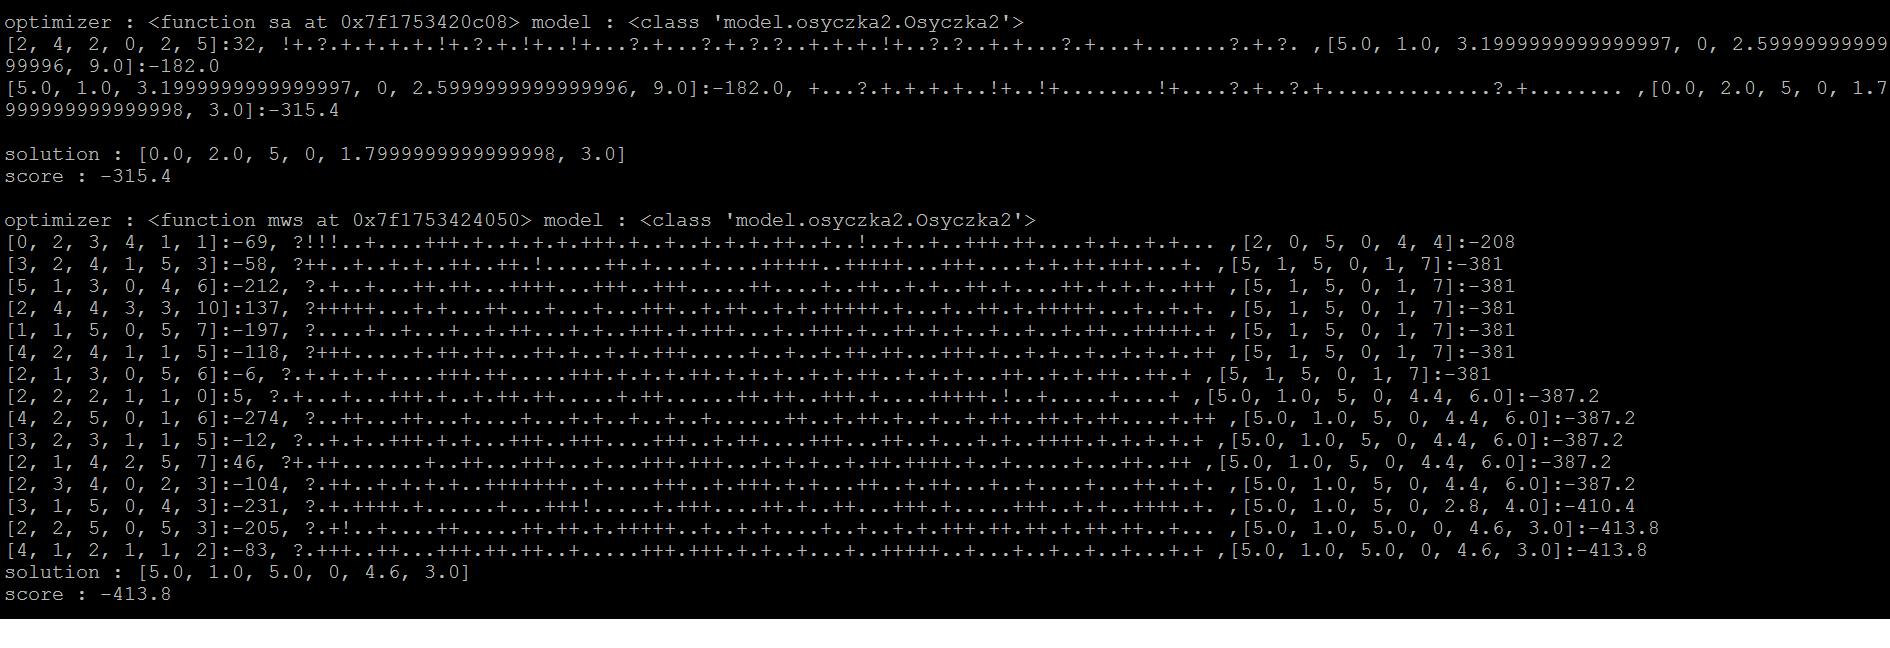 optimizer : <function sa at 0x7f1753420c08> model : <class 'model.osyczka2.Osyczka2'>
[2, 4, 2, 0, 2, 5]:32, !+.?.+.+.+.+.!+.?.+.+.!+..!+...?.+...?.+.?.?..+.+.+.!+..?.?..+.+...?.+...+.......?.+.?. ,[5.0, 1.0, 3.1999999999999997, 0, 2.59999999999
99996, 9.0]:-182.0
[5.0, 1.0, 3.1999999999999997, 0, 2.5999999999999996, 9.0]:-182.0, +...?.+.+.+.+..!+..!+........!+....?.+..?.+..............?.+........ ,[0.0, 2.0, 5, 0, 1.7
999999999999998, 3.0]:-315.4
solution : [0.0, 2.0, 5, 0, 1.7999999999999998, 3.0]
score : -315.4
optimizer : <function mws at 0x7f1753424050> model : <class 'model.osyczka2.Osyczka2'>
[0, 2, 3, 4, 1, 1]:-69, ?!!!..+....+++.+..+.+.+.+++.+..+..+.+.+.++..+..!..+..+..+++.++....+.+..+.+... ,[2, 0, 5, 0, 4, 4]:-208
[3, 2, 4, 1, 5, 3]:-58, ?++..+..+.+..++..++.!.....++.+....+....+++++..+++++...+++....+.+.++.+++...+. ,[5, 1, 5, 0, 1, 7]:-381
[5, 1, 3, 0, 4, 6]:-212, ?.+..+...++.++...++++....+++..+++.....++....+....+..++..+..++++..++.+.+.+..+++ ,[5, 1, 5, 0, 1, 7]:-381
[2, 4, 4, 3, 3, 10]:137, ?+++++...+...++...+...+....+++.+.+++..+...+.++++.+...+..++.+.+++++...+..+.+. ,[5, 1, 5, 0, 1, 7]:-381
[1, 1, 5, 0, 5, 7]:-197, ?....+..+...+..++...+.+..+++.+.+++...+..+.++++.+..+.+..++.+..+.++..+++++.+ ,[5, 1, 5, 0, 1, 7]:-381
[4, 2, 4, 1, 1, 5]:-118, ?+++.....+.++.++...++.+..+.+.+++.....+..+..+.++.++...+++.+.+..+..+.+.+.++ ,[5, 1, 5, 0, 1, 7]:-381
[2, 1, 3, 0, 5, 6]:-6, ?.+.+.+.+....+++.++.....+++.+.+.++.+.+.++.+.++..+.+.+...++..+.+.++..++.+ ,[5, 1, 5, 0, 1, 7]:-381
[2, 2, 2, 1, 1, 0]:5, ?.+...+...+++.+..+.++.....+....++...++..+++.+.+....+++++.!..+.....+....+ ,[5.0, 1.0, 5, 0, 4.4, 6.0]:-387.2
[4, 2, 5, 0, 1, 6]:-274, ?..++...++....+....+.+.+..+.+....+...++.+..++.+.+.+....+.+...+.+...+.++ ,[5.0, 1.0, 5, 0, 4.4, 6.0]:-387.2
[3, 2, 3, 1, 1, 5]:-12, ?..+.+..+++.+.+...+++...+++..++..++....+++...++...+.+..++++.+.+.+.+.+ ,[5.0, 1.0, 5, 0, 4.4, 6.0]:-387.2
[2, 1, 4, 2, 5, 7]:46, ?+.++.......+..++...+++...+...+++.+++...+.+.+..+.++.++++.+..+.....+...++..++ ,[5.0, 1.0, 5, 0, 4.4, 6.0]:-387.2
[2, 3, 4, 0, 2, 3]:-104, ?.++..+.+.+.+..+++++++..+....+++..+.+++.+.+..++.+..++...+..+....+...++.+. ,[5.0, 1.0, 5, 0, 4.4, 6.0]:-387.2
[3, 1, 5, 0, 4, 3]:-231, ?.+.++++.....+...+++!.....+.+++....++.+..++.+.++......+++.+..++++.++++.+... ,[5.0, 1.0, 5, 0, 2.8, 4.0]:-410.4
[2, 2, 5, 0, 5, 3]:-205, ?.+!..+....++.....++.++.+.+++++..+.+....+..+..+.+.+++.++.++.+.++..++...+... ,[5.0, 1.0, 5.0, 0, 4.6, 3.0]:-413.8
[4, 1, 2, 1, 1, 2]:-83, ?.+++..++...+++.++.++..+.....+++.+++.+.+..+...+..+++++..+...+..+..+...+.+ ,[5.0, 1.0, 5.0, 0, 4.6, 3.0]:-413.8
solution : [5.0, 1.0, 5.0, 0, 4.6, 3.0]
score : -413.8